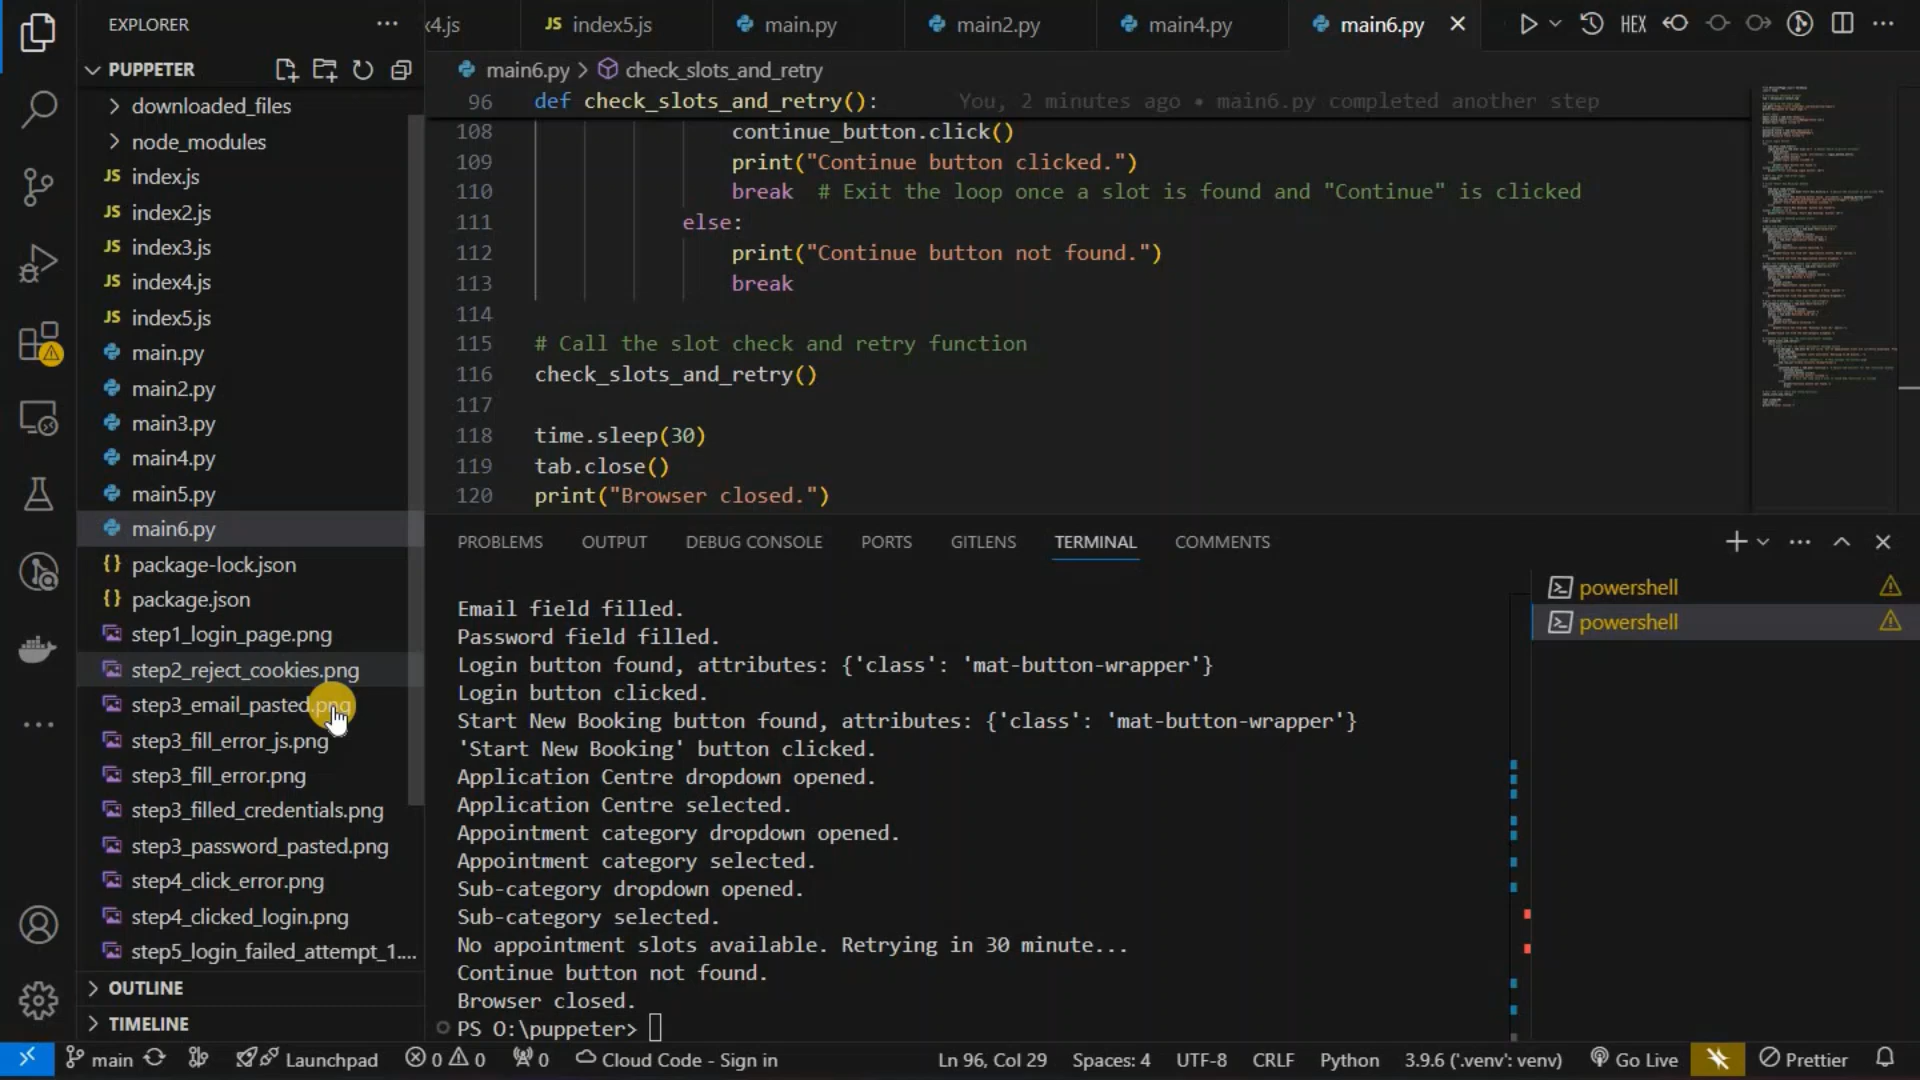 EXPLORER
PUPPETER
downloaded_files
node_modules
JS index.js
JS index2.js
JS index3.js
JS index4.js
JS index5.js
main.py
main2.py
main3.py
main4.py
main5.py
main6.py
{} package-lock.json
{} package.json
step1_login_page.png
step2_reject_cookies.png
step3_email_pasted.png
step3_fill_error_js.png
step3_fill_error.png
step3_filled_credentials.png
step3_password_pasted.png
step4_click_error.png
step4_clicked_login.png
step5_login_failed_attempt_1....
OUTLINE
TIMELINE
x4.js JS index5.js main.py main2.py main4.py main6.py HEX
main6.py > check_slots_and_retry
96 def check_slots_and_retry(): You, 2 minutes ago • main6.py completed another step
108 continue_button.click()
109 print("Continue button clicked.")
110 break # Exit the loop once a slot is found and "Continue" is clicked
111 else:
112 print("Continue button not found.")
113 break
114
115 # Call the slot check and retry function
116 check_slots_and_retry()
117
118 time.sleep(30)
119 tab.close()
120 print("Browser closed.")
PROBLEMS OUTPUT DEBUG CONSOLE PORTS GITLENS TERMINAL COMMENTS
Email field filled.
Password field filled.
Login button found, attributes: {'class': 'mat-button-wrapper'}
Login button clicked.
Start New Booking button found, attributes: {'class': 'mat-button-wrapper'}
'Start New Booking' button clicked.
Application Centre dropdown opened.
Application Centre selected.
Appointment category dropdown opened.
Appointment category selected.
Sub-category dropdown opened.
Sub-category selected.
No appointment slots available. Retrying in 30 minute...
Continue button not found.
Browser closed.
PS O:\puppeter>
powershell
powershell
main Launchpad 0 0 0 Cloud Code - Sign in Ln 96, Col 29 Spaces: 4 UTF-8 CRLF Python 3.9.6 ('.venv': venv) Go Live Prettier